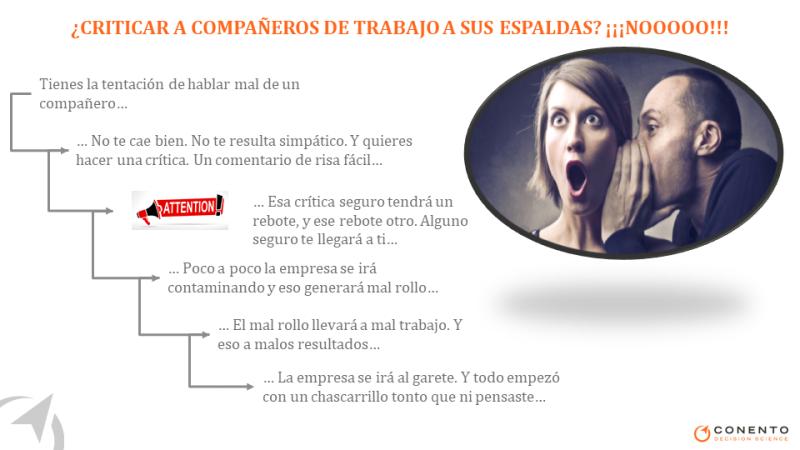 ¿CRITICAR A COMPAÑEROS DE TRABAJO A SUS ESPALDAS? ¡¡¡NOOOOO!!!
Tienes la tentación de hablar mal de un
compañero…
… No te cae bien. No te resulta simpático. Y quieres
hacer una crítica. Un comentario de risa fácil…
ATTENTION!
… Esa crítica seguro tendrá un
rebote, y ese rebote otro. Alguno
seguro te llegará a ti…
… Poco a poco la empresa se irá
contaminando y eso generará mal rollo…
… El mal rollo llevará a mal trabajo. Y
eso a malos resultados…
… La empresa se irá al garete. Y todo empezó
con un chascarrillo tonto que ni pensaste…
CONENTO
DECISION SCIENCE